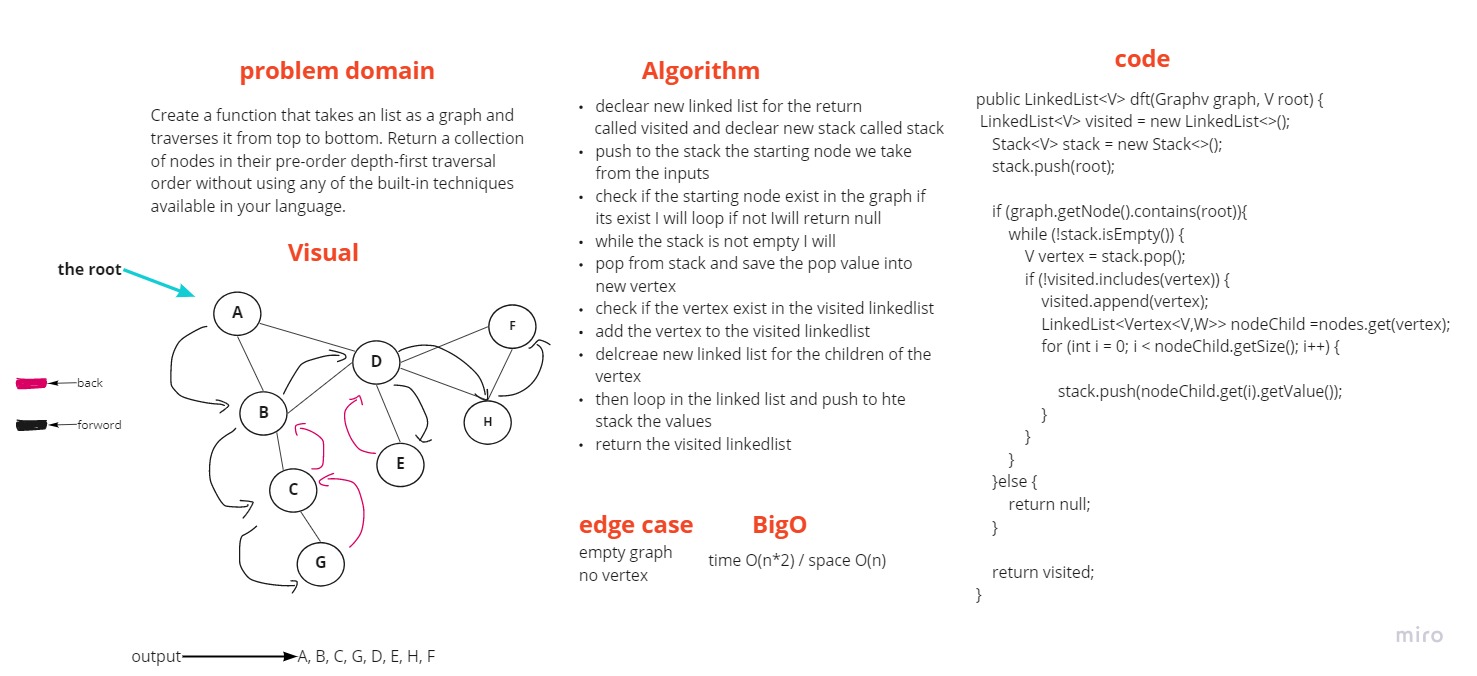 problem domain
Create a function that takes an list as a graph and
traverses it from top to bottom. Return a collection
of nodes in their pre-order depth-first traversal
order without using any of the built-in techniques
available in your language.
Visual
the root
A
B
C
G
D
E
H
F
back
forword
output
A, B, C, G, D, E, H, F
Algorithm
• declear new linked list for the return
called visited and declear new stack called stack
• push to the stack the starting node we take
from the inputs
• check if the starting node exist in the graph if
its exist I will loop if not Iwill return null
• while the stack is not empty I will
• pop from stack and save the pop value into
new vertex
• check if the vertex exist in the visited linkedlist
• add the vertex to the visited linkedlist
• delcreae new linked list for the children of the
vertex
• then loop in the linked list and push to hte
stack the values
• return the visited linkedlist
edge case
empty graph
no vertex
BigO
time O(n*2) / space O(n)
code
public LinkedList<V> dft(Graphv graph, V root) {
LinkedList<V> visited = new LinkedList<>();
Stack<V> stack = new Stack<>();
stack.push(root);
if (graph.getNode().contains(root)){
while (!stack.isEmpty()) {
V vertex = stack.pop();
if (!visited.includes(vertex)) {
visited.append(vertex);
LinkedList<Vertex<V,W>> nodeChild =nodes.get(vertex);
for (int i = 0; i < nodeChild.getSize(); i++) {
stack.push(nodeChild.get(i).getValue());
}
}
}
}else {
return null;
}
return visited;
}
miro